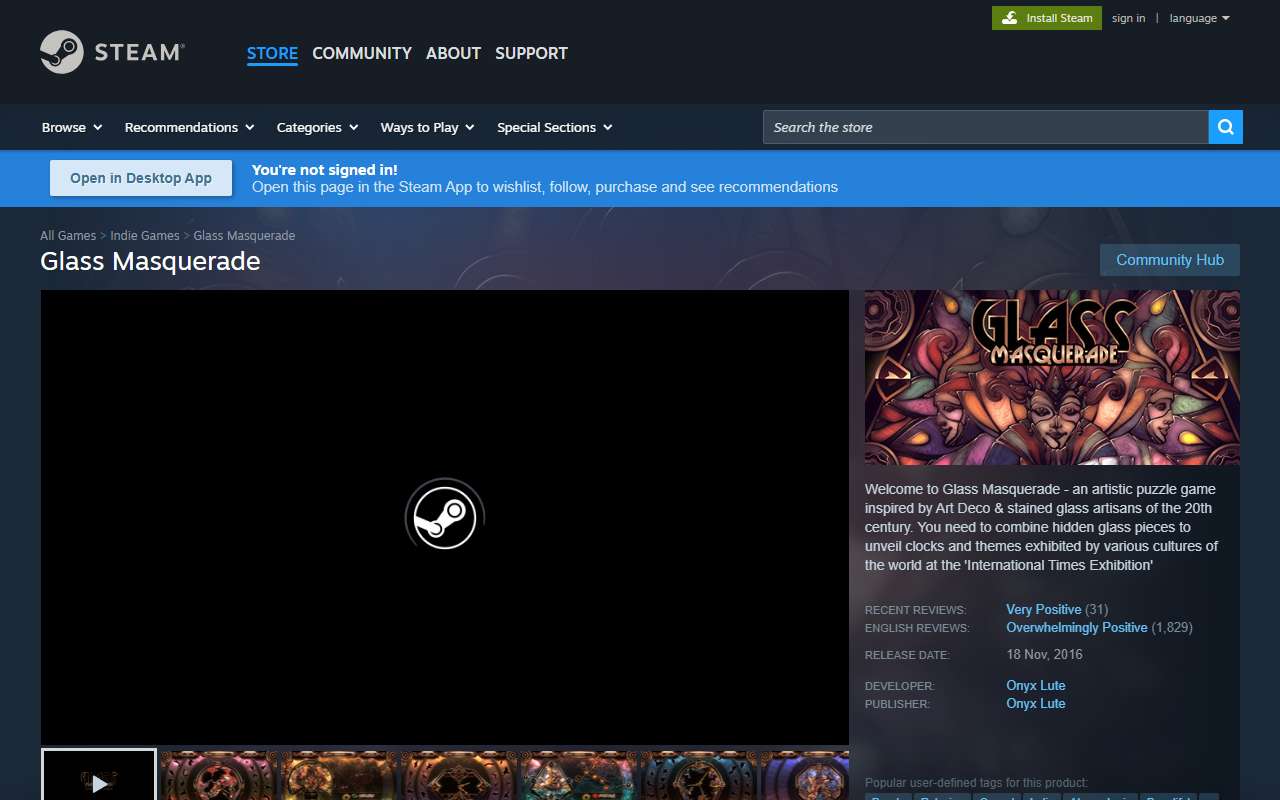 Install Steam
sign in | language
STEAM®
STORE COMMUNITY ABOUT SUPPORT
Browse Recommendations Categories Ways to Play Special Sections
Search the store
Open in Desktop App
You're not signed in!
Open this page in the Steam App to wishlist, follow, purchase and see recommendations
All Games > Indie Games > Glass Masquerade
Glass Masquerade
Community Hub
GLASS
MASQUERADE
Welcome to Glass Masquerade - an artistic puzzle game
inspired by Art Deco & stained glass artisans of the 20th
century. You need to combine hidden glass pieces to
unveil clocks and themes exhibited by various cultures of
the world at the 'International Times Exhibition'
RECENT REVIEWS: Very Positive (31)
ENGLISH REVIEWS: Overwhelmingly Positive (1,829)
RELEASE DATE: 18 Nov, 2016
DEVELOPER: Onyx Lute
PUBLISHER: Onyx Lute
Popular user-defined tags for this product: